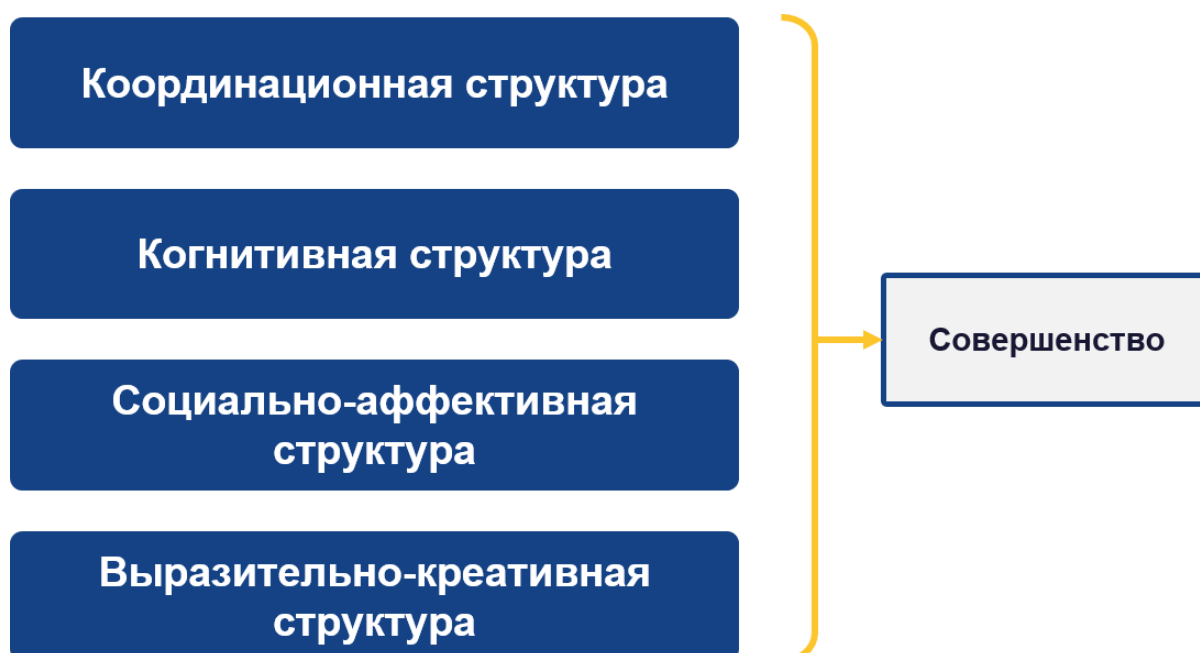 Координационная структура
Когнитивная структура
Социально-аффективная
структура
Выразительно-креативная
структура
Совершенство